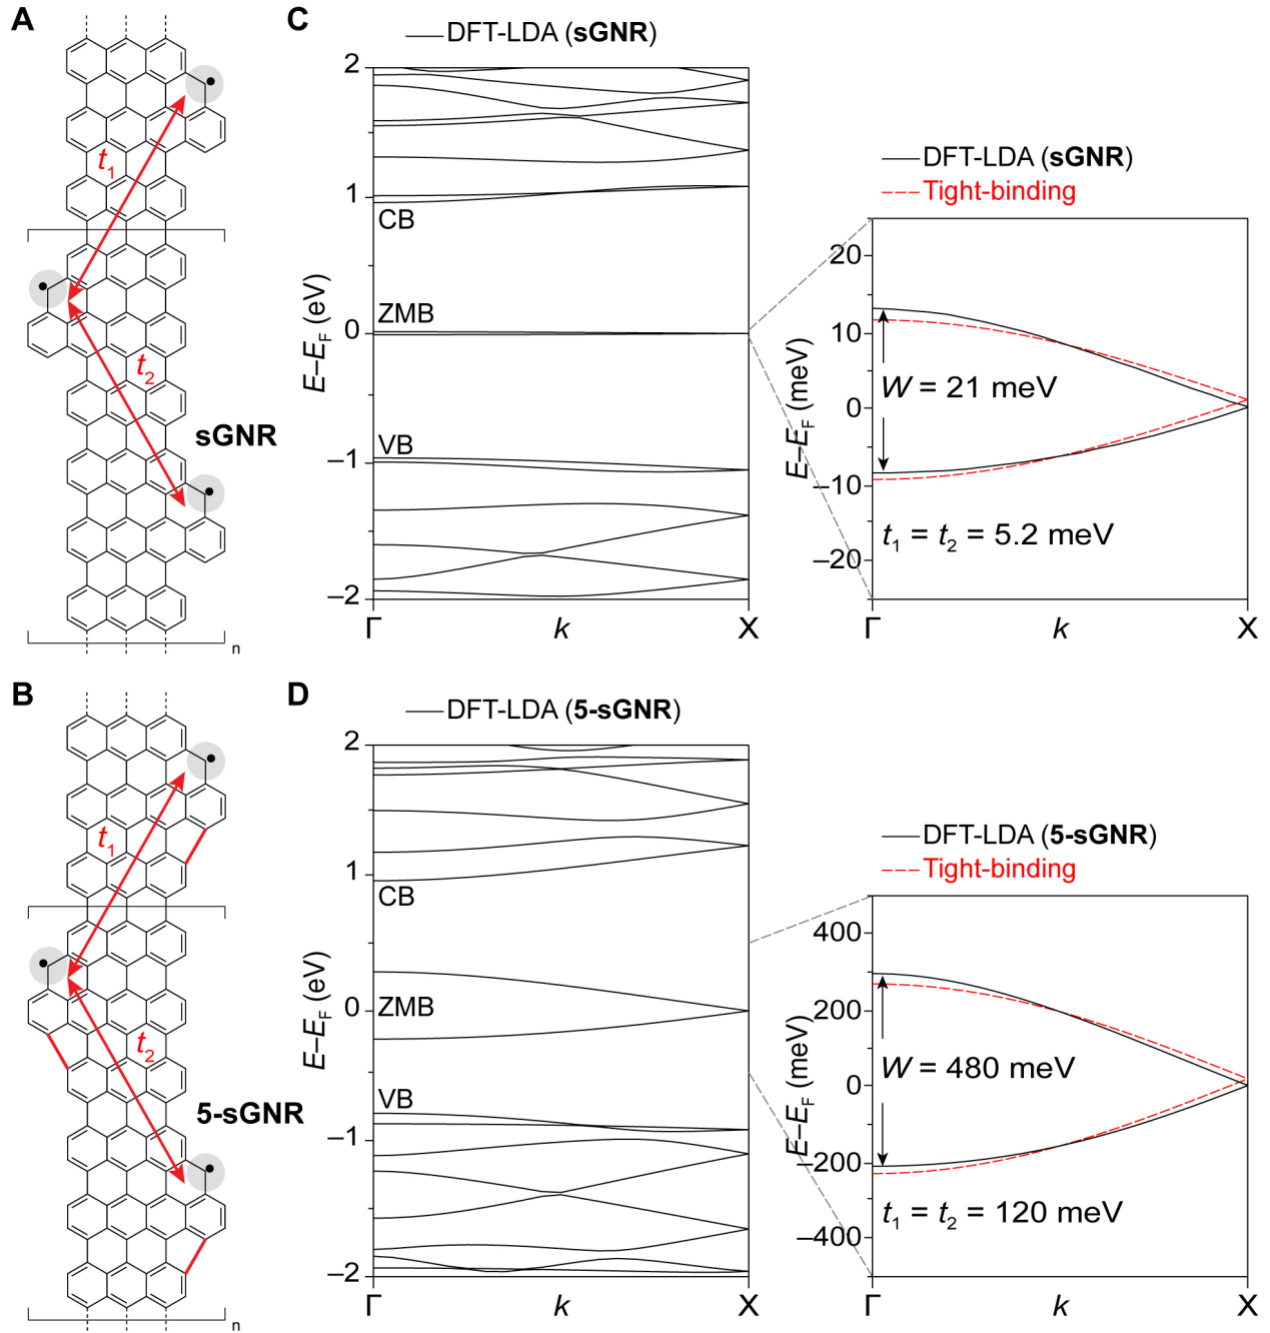 A
t1
t2
sGNR
n
C
DFT-LDA (sGNR)
2
1
0
–1
–2
E–EF (eV)
CB
ZMB
VB
Γ
k
X
DFT-LDA (sGNR)
Tight-binding
20
10
0
–10
–20
E–EF (meV)
W = 21 meV
t1 = t2 = 5.2 meV
Γ
k
X
B
t1
t2
5-sGNR
n
D
DFT-LDA (5-sGNR)
2
1
0
–1
–2
E–EF (eV)
CB
ZMB
VB
Γ
k
X
DFT-LDA (5-sGNR)
Tight-binding
400
200
0
–200
–400
E–EF (meV)
W = 480 meV
t1 = t2 = 120 meV
Γ
k
X